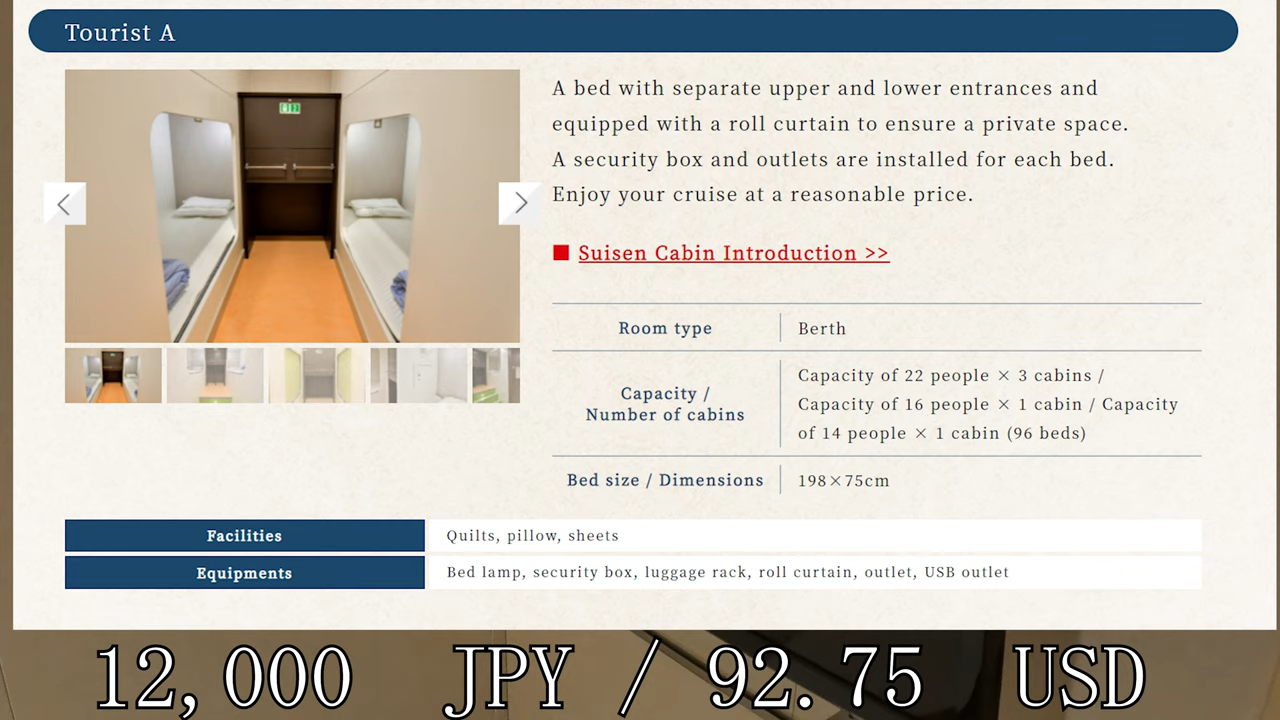 Tourist A
A bed with separate upper and lower entrances and
equipped with a roll curtain to ensure a private space.
A security box and outlets are installed for each bed.
Enjoy your cruise at a reasonable price.
■ Suisen Cabin Introduction >>
Room type
Berth
Capacity /
Number of cabins
Capacity of 22 people × 3 cabins /
Capacity of 16 people × 1 cabin / Capacity
of 14 people × 1 cabin (96 beds)
Bed size / Dimensions
198×75cm
Facilities
Quilts, pillow, sheets
Equipments
Bed lamp, security box, luggage rack, roll curtain, outlet, USB outlet
12,000 JPY / 92.75 USD